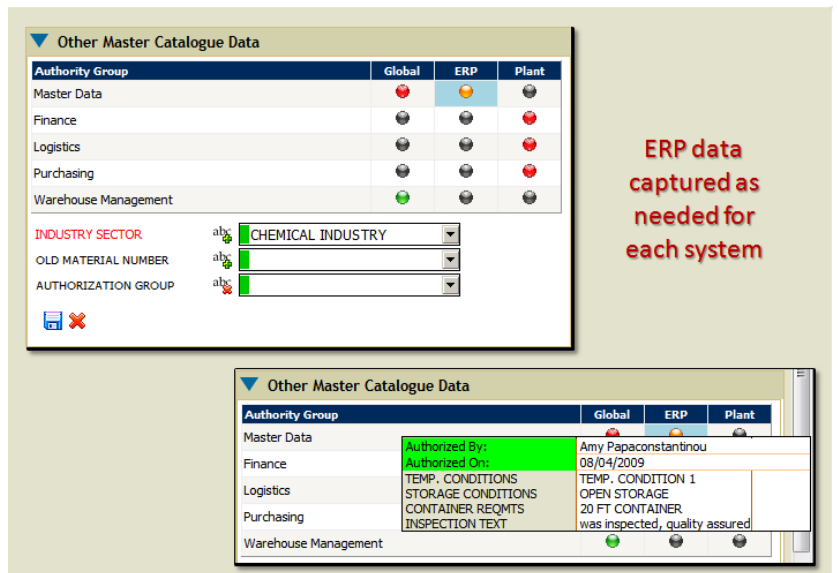 Other Master Catalogue Data
Authority Group Global ERP Plant
Master Data
Finance
Logistics
Purchasing
Warehouse Management
INDUSTRY SECTOR abc CHEMICAL INDUSTRY
OLD MATERIAL NUMBER abc
AUTHORIZATION GROUP abc
ERP data
captured as
needed for
each system
Other Master Catalogue Data
Authority Group Global ERP Plant
Master Data
Authorized By: Amy Papaconstantinou
Finance Authorized On: 08/04/2009
TEMP. CONDITIONS TEMP. CONDITION 1
Logistics STORAGE CONDITIONS OPEN STORAGE
CONTAINER REQMTS 20 FT CONTAINER
Purchasing INSPECTION TEXT was inspected, quality assured
Warehouse Management